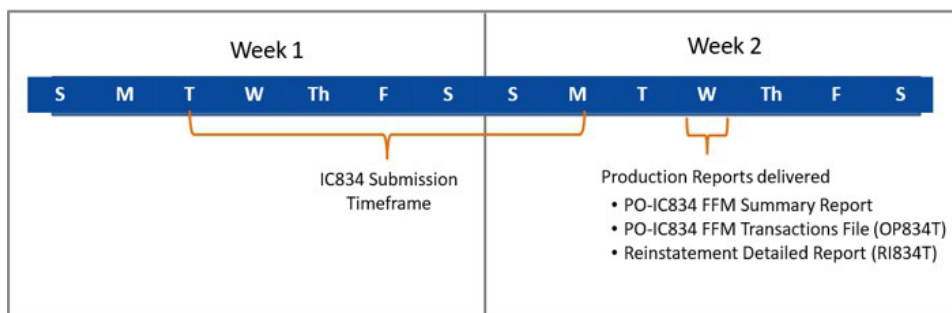 Week 1
Week 2
S M T W Th F S S M T W Th F S
IC834 Submission
Timeframe
Production Reports delivered
• PO-IC834 FFM Summary Report
• PO-IC834 FFM Transactions File (OP834T)
• Reinstatement Detailed Report (RI834T)